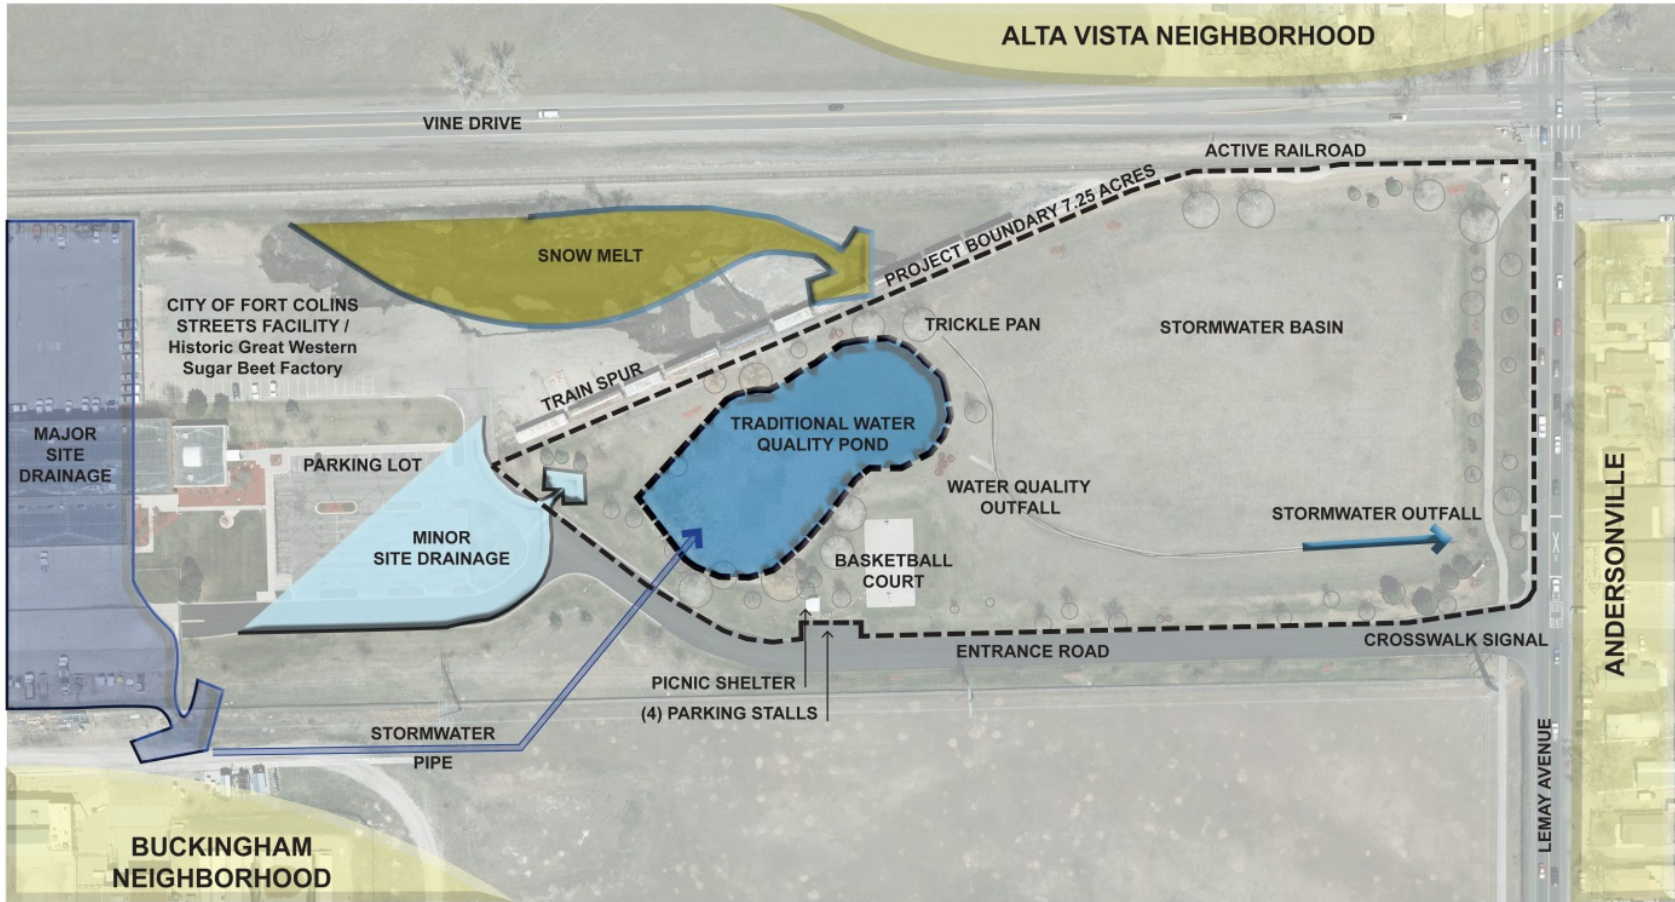 ALTA VISTA NEIGHBORHOOD
VINE DRIVE
ACTIVE RAILROAD
PROJECT BOUNDARY 7.25 ACRES
SNOW MELT
CITY OF FORT COLINS
STREETS FACILITY /
Historic Great Western
Sugar Beet Factory
TRICKLE PAN
STORMWATER BASIN
TRAIN SPUR
TRADITIONAL WATER
QUALITY POND
MAJOR
SITE
DRAINAGE
PARKING LOT
WATER QUALITY
OUTFALL
STORMWATER OUTFALL
MINOR
SITE DRAINAGE
BASKETBALL
COURT
ANDERSONVILLE
CROSSWALK SIGNAL
ENTRANCE ROAD
PICNIC SHELTER
(4) PARKING STALLS
STORMWATER
PIPE
LEMAY AVENUE
BUCKINGHAM
NEIGHBORHOOD